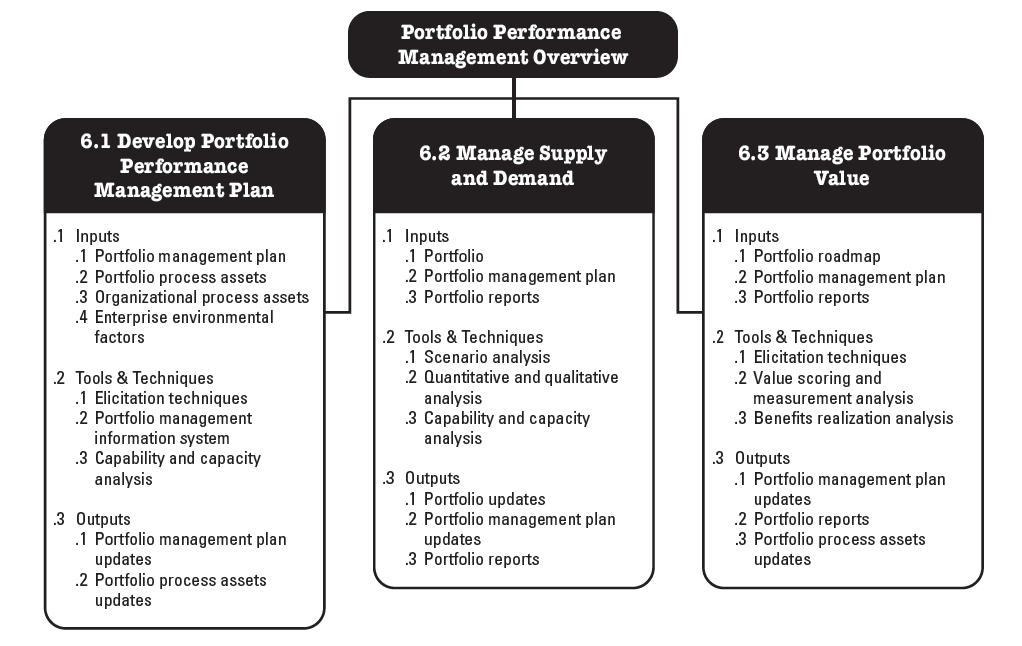 Portfolio Performance
Management Overview
6.1 Develop Portfolio
Performance
Management Plan
.1 Inputs
.1 Portfolio management plan
.2 Portfolio process assets
.3 Organizational process assets
.4 Enterprise environmental
factors
.2 Tools & Techniques
.1 Elicitation techniques
.2 Portfolio management
information system
.3 Capability and capacity
analysis
.3 Outputs
.1 Portfolio management plan
updates
.2 Portfolio process assets
updates
6.2 Manage Supply
and Demand
.1 Inputs
.1 Portfolio
.2 Portfolio management plan
.3 Portfolio reports
.2 Tools & Techniques
.1 Scenario analysis
.2 Quantitative and qualitative
analysis
.3 Capability and capacity
analysis
.3 Outputs
.1 Portfolio updates
.2 Portfolio management plan
updates
.3 Portfolio reports
6.3 Manage Portfolio
Value
.1 Inputs
.1 Portfolio roadmap
.2 Portfolio management plan
.3 Portfolio reports
.2 Tools & Techniques
.1 Elicitation techniques
.2 Value scoring and
measurement analysis
.3 Benefits realization analysis
.3 Outputs
.1 Portfolio management plan
updates
.2 Portfolio reports
.3 Portfolio process assets
updates